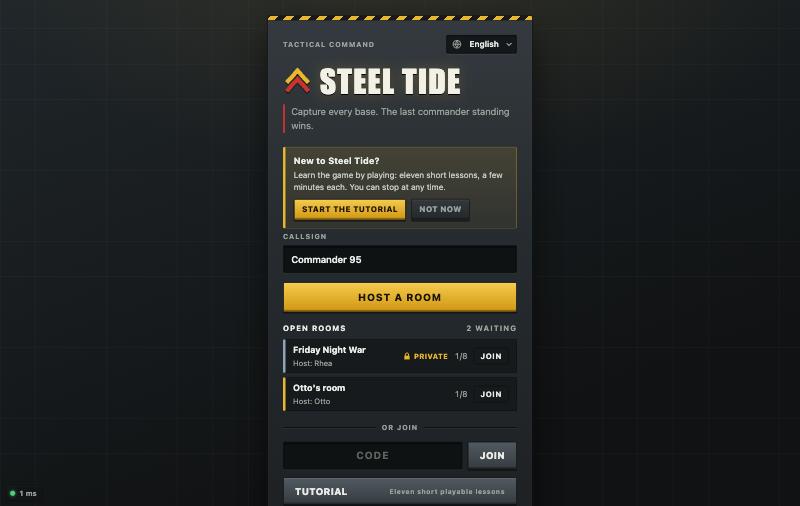 TACTICAL COMMAND
English
STEEL TIDE
Capture every base. The last commander standing
wins.
New to Steel Tide?
Learn the game by playing: eleven short lessons, a few
minutes each. You can stop at any time.
START THE TUTORIAL
NOT NOW
CALLSIGN
Commander 95
HOST A ROOM
OPEN ROOMS
2 WAITING
Friday Night War
PRIVATE
1/8
JOIN
Host: Rhea
Otto's room
1/8
JOIN
Host: Otto
OR JOIN
CODE
JOIN
TUTORIAL
Eleven short playable lessons
1 ms